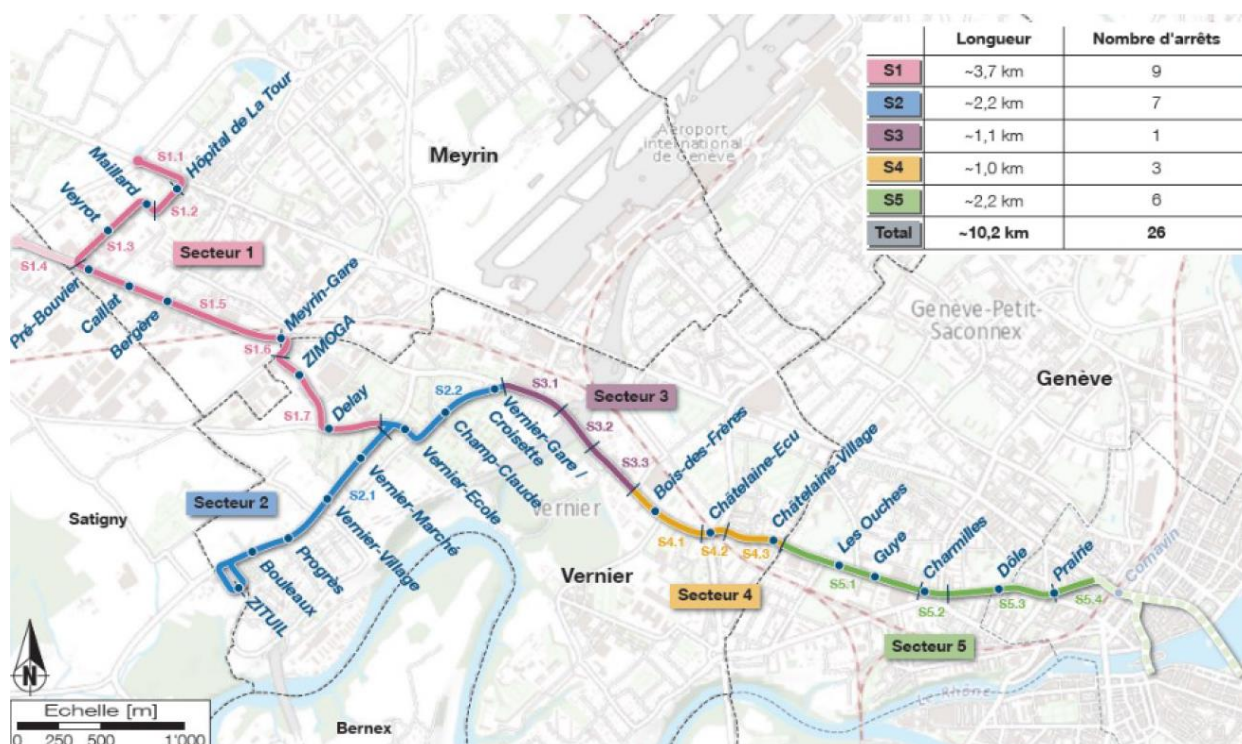 Longueur Nombre d'arrêts
S1 ~3,7 km 9
S2 ~2,2 km 7
S3 ~1,1 km 1
S4 ~1,0 km 3
S5 ~2,2 km 6
Total ~10,2 km 26
Aéroport
international
de Genève
Meyrin
Hôpital de La Tour
Maillard
Veyrot
S1.1
S1.2
S1.3
S1.4
Secteur 1
Pré-Bouvier
Caillat
Bergère
S1.5
Meyrin-Gare
S1.6
ZIMOGA
S1.7
Delay
Genève-Petit-
Saconnex
Genève
S2.2
S3.1
Secteur 3
S3.2
S3.3
Vernier-Gare /
Croisette
Champ-Claude
Vernier-Ecole
Vernier-Marché
Vernier-Village
S2.1
Secteur 2
Progrès
Bouleaux
ZITUIL
Satigny
Vernier
Vernier
Bois-des-Frères
Châtelaine-Ecu
Châtelaine-Village
S4.1
S4.2
S4.3
Secteur 4
Les Ouches
Guye
Charmilles
Dôle
Prairie
Cornavin
S5.1
S5.2
S5.3
S5.4
Secteur 5
Le Rhône
Bernex
N
Echelle [m]
0 250 500 1'000